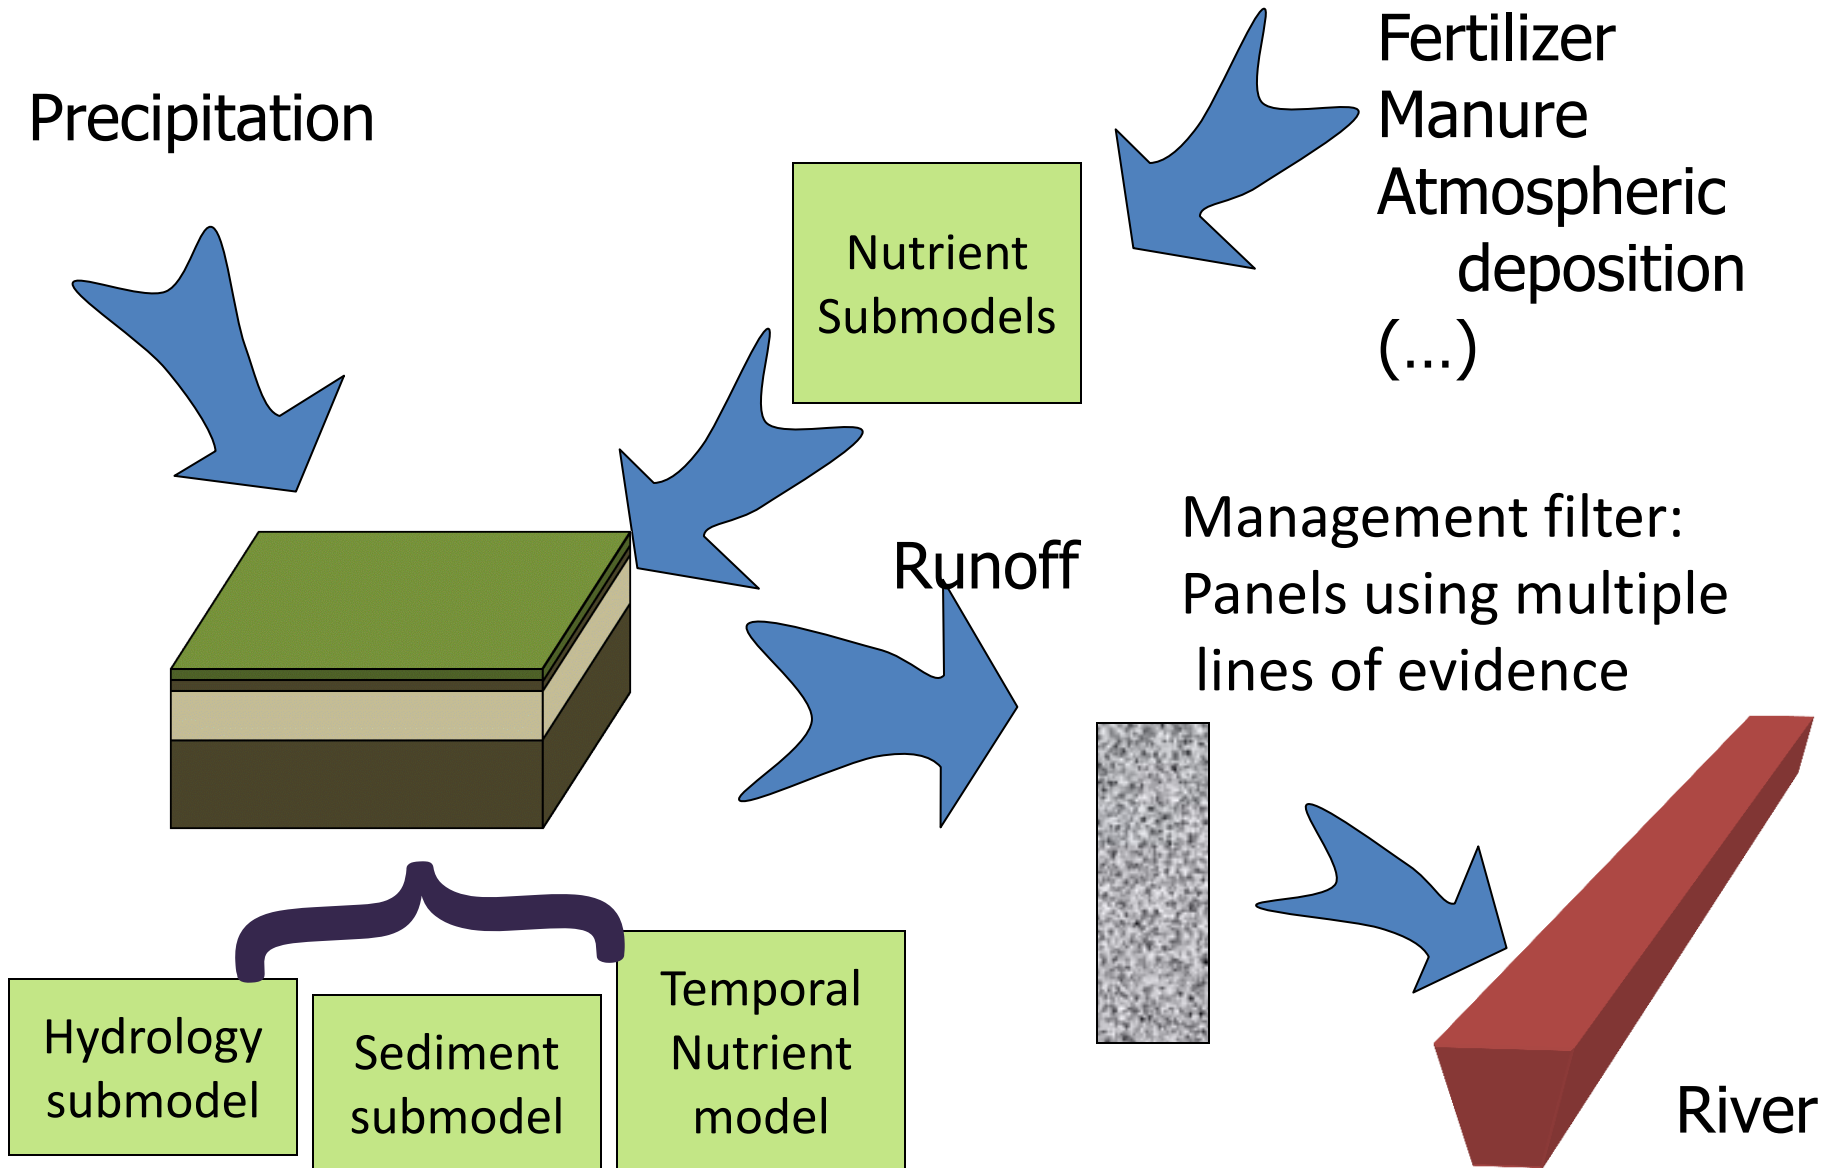 Precipitation
Fertilizer
Manure
Atmospheric
deposition
(...)
Nutrient
Submodels
Runoff
Management filter:
Panels using multiple
lines of evidence
Hydrology
submodel
Sediment
submodel
Temporal
Nutrient
model
River